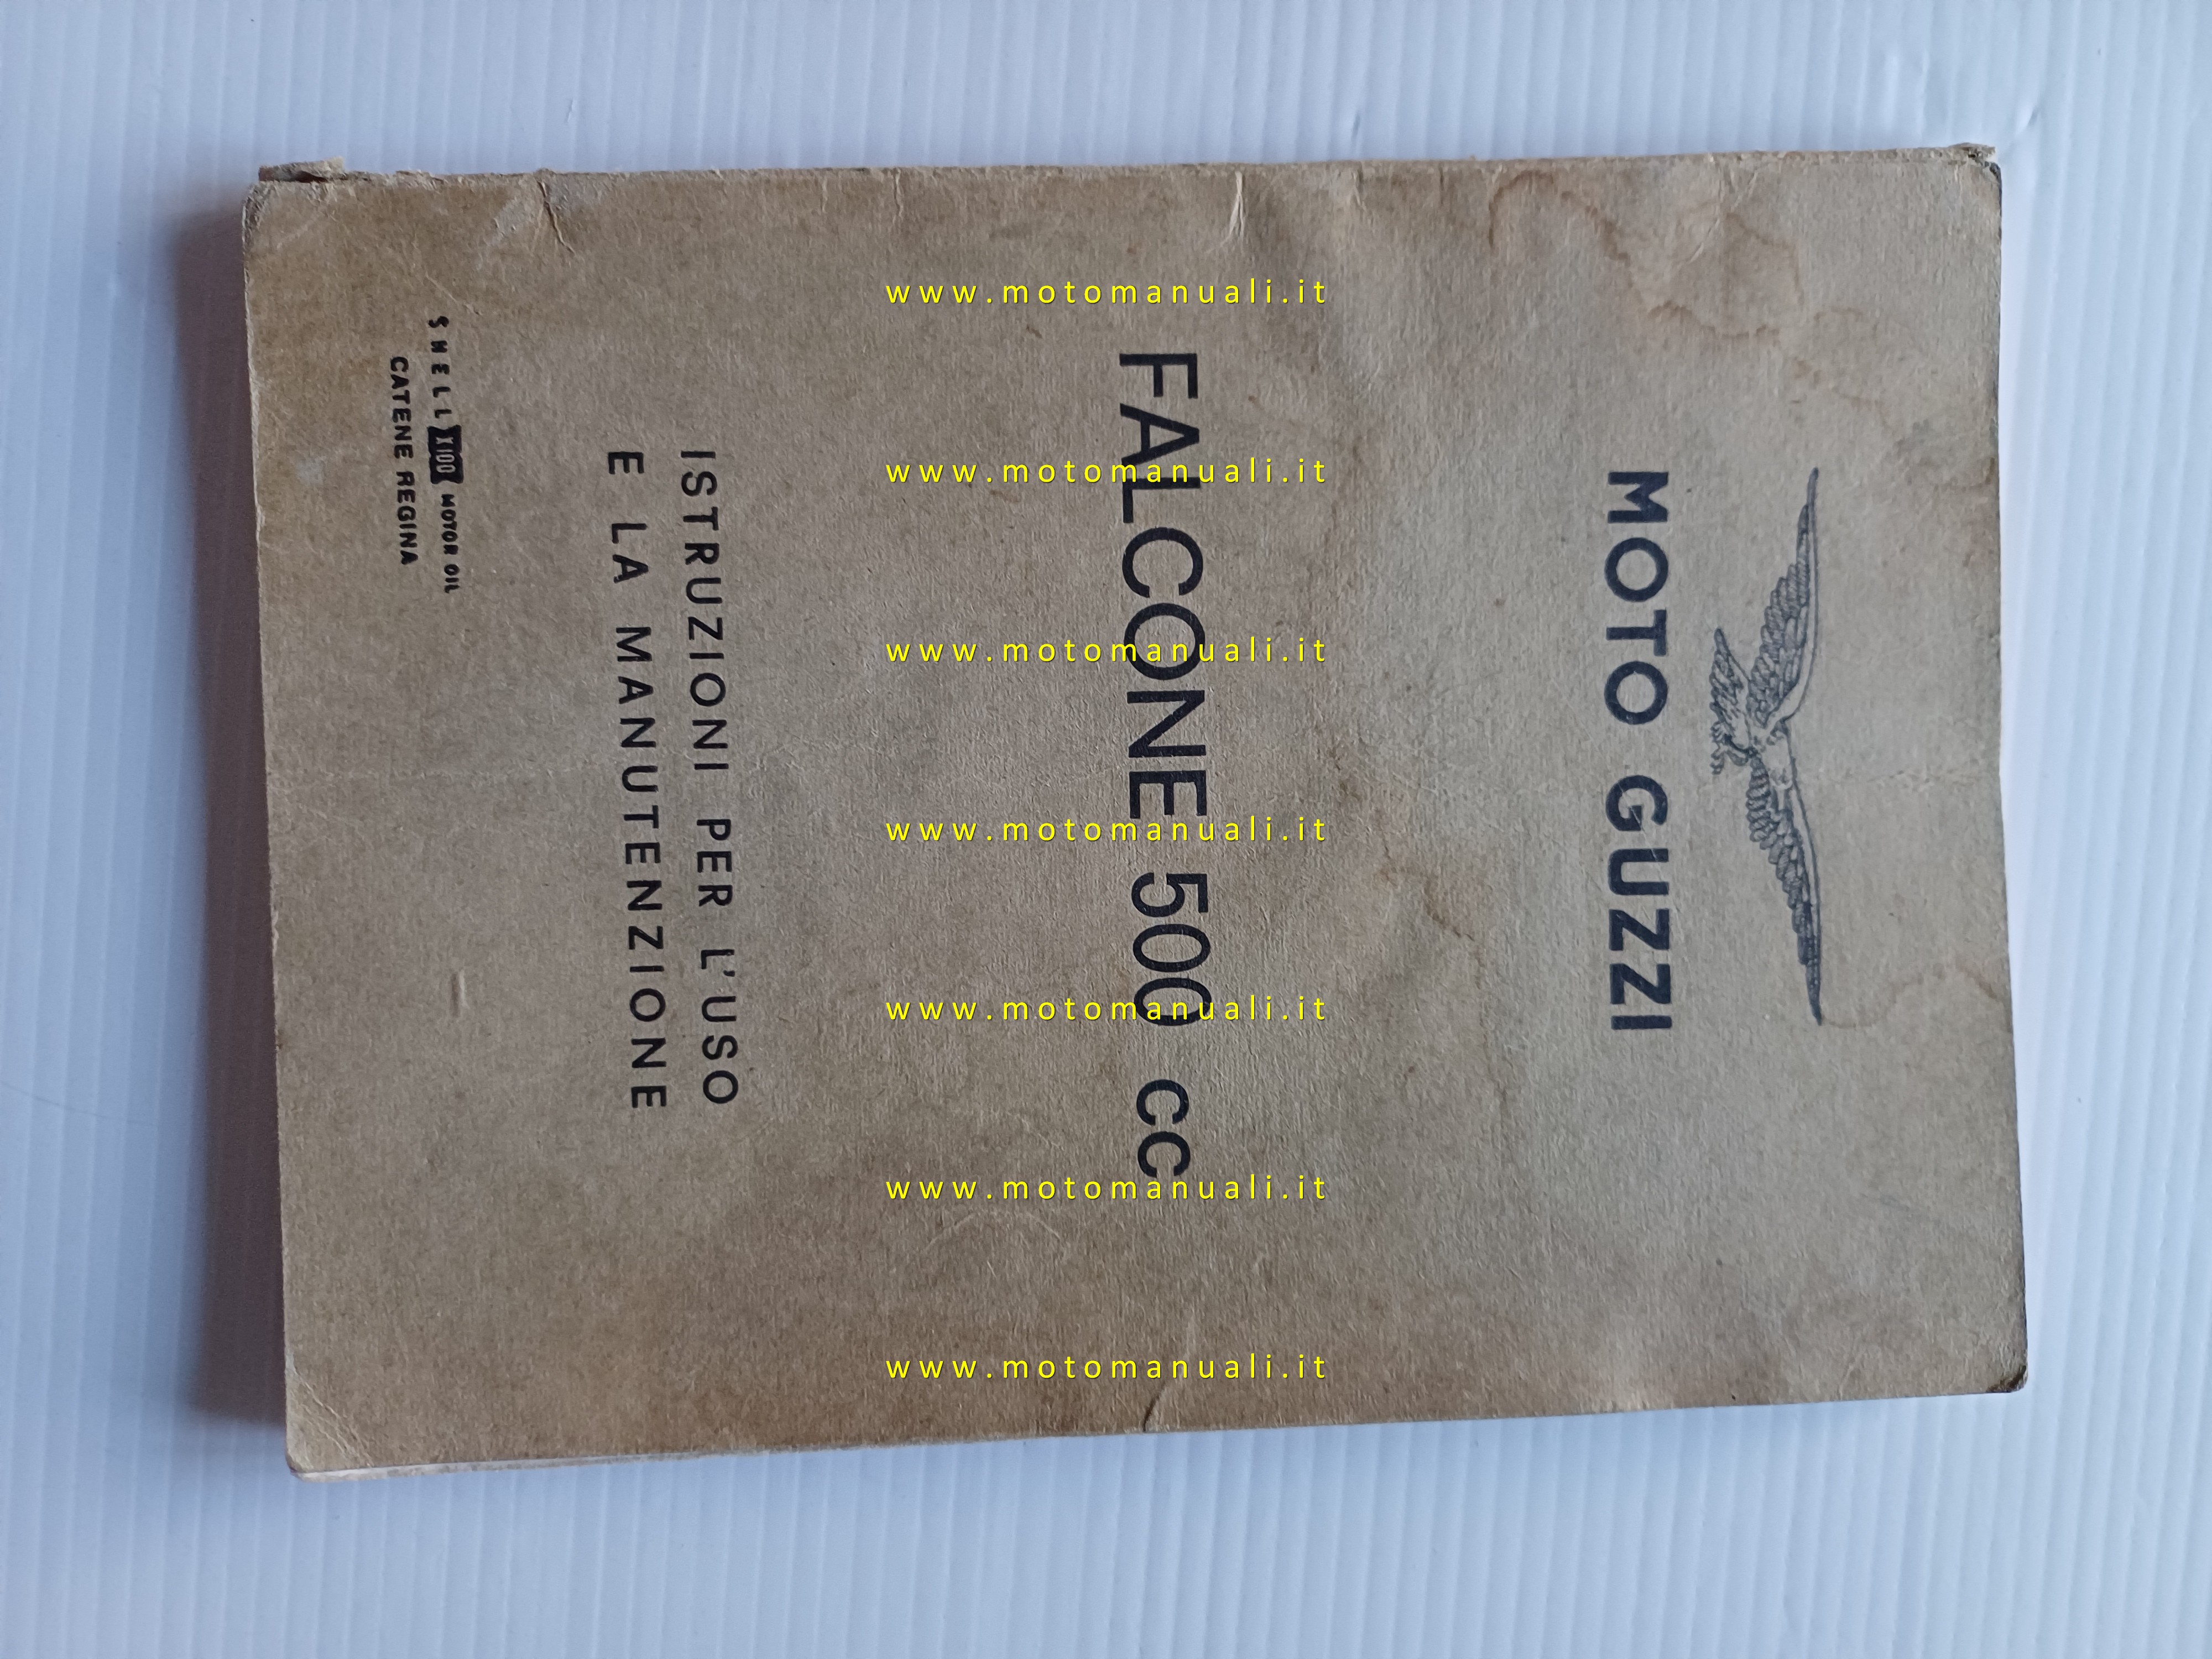 MOTO GUZZI
FALCONE 500 cc
ISTRUZIONI PER L'USO
E LA MANUTENZIONE
SHELL X100 MOTOR OIL
CATENE REGINA
www.motomanuali.it
www.motomanuali.it
www.motomanuali.it
www.motomanuali.it
www.motomanuali.it
www.motomanuali.it
www.motomanuali.it